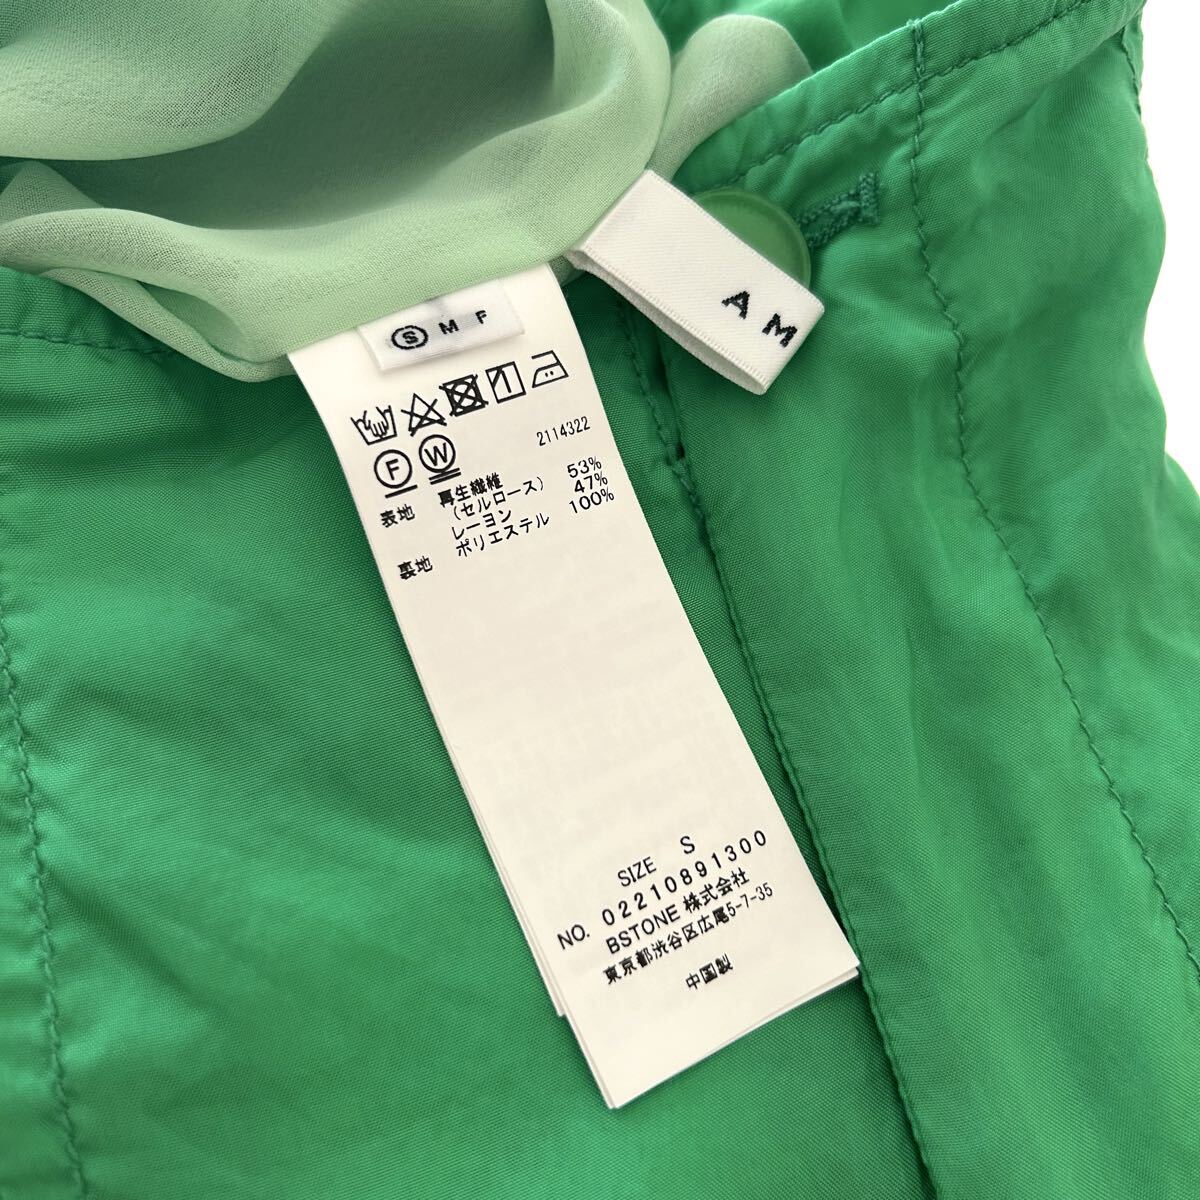 A M
Ⓢ M F
F W
2114322
表地 再生繊維 53%
(セルロース)
レーヨン 47%
裏地 ポリエステル 100%
SIZE S
NO. 02210891300
BSTONE 株式会社
東京都渋谷区広尾5-7-35
中国製